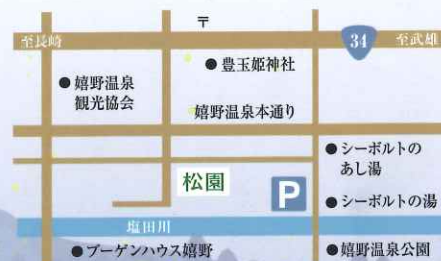 〒
至長崎
34
至武雄
● 豊玉姫神社
● 嬉野温泉
観光協会
嬉野温泉本通り
● シーボルトの
あし湯
松園
P
● シーボルトの湯
塩田川
● ブーゲンハウス嬉野
● 嬉野温泉公園